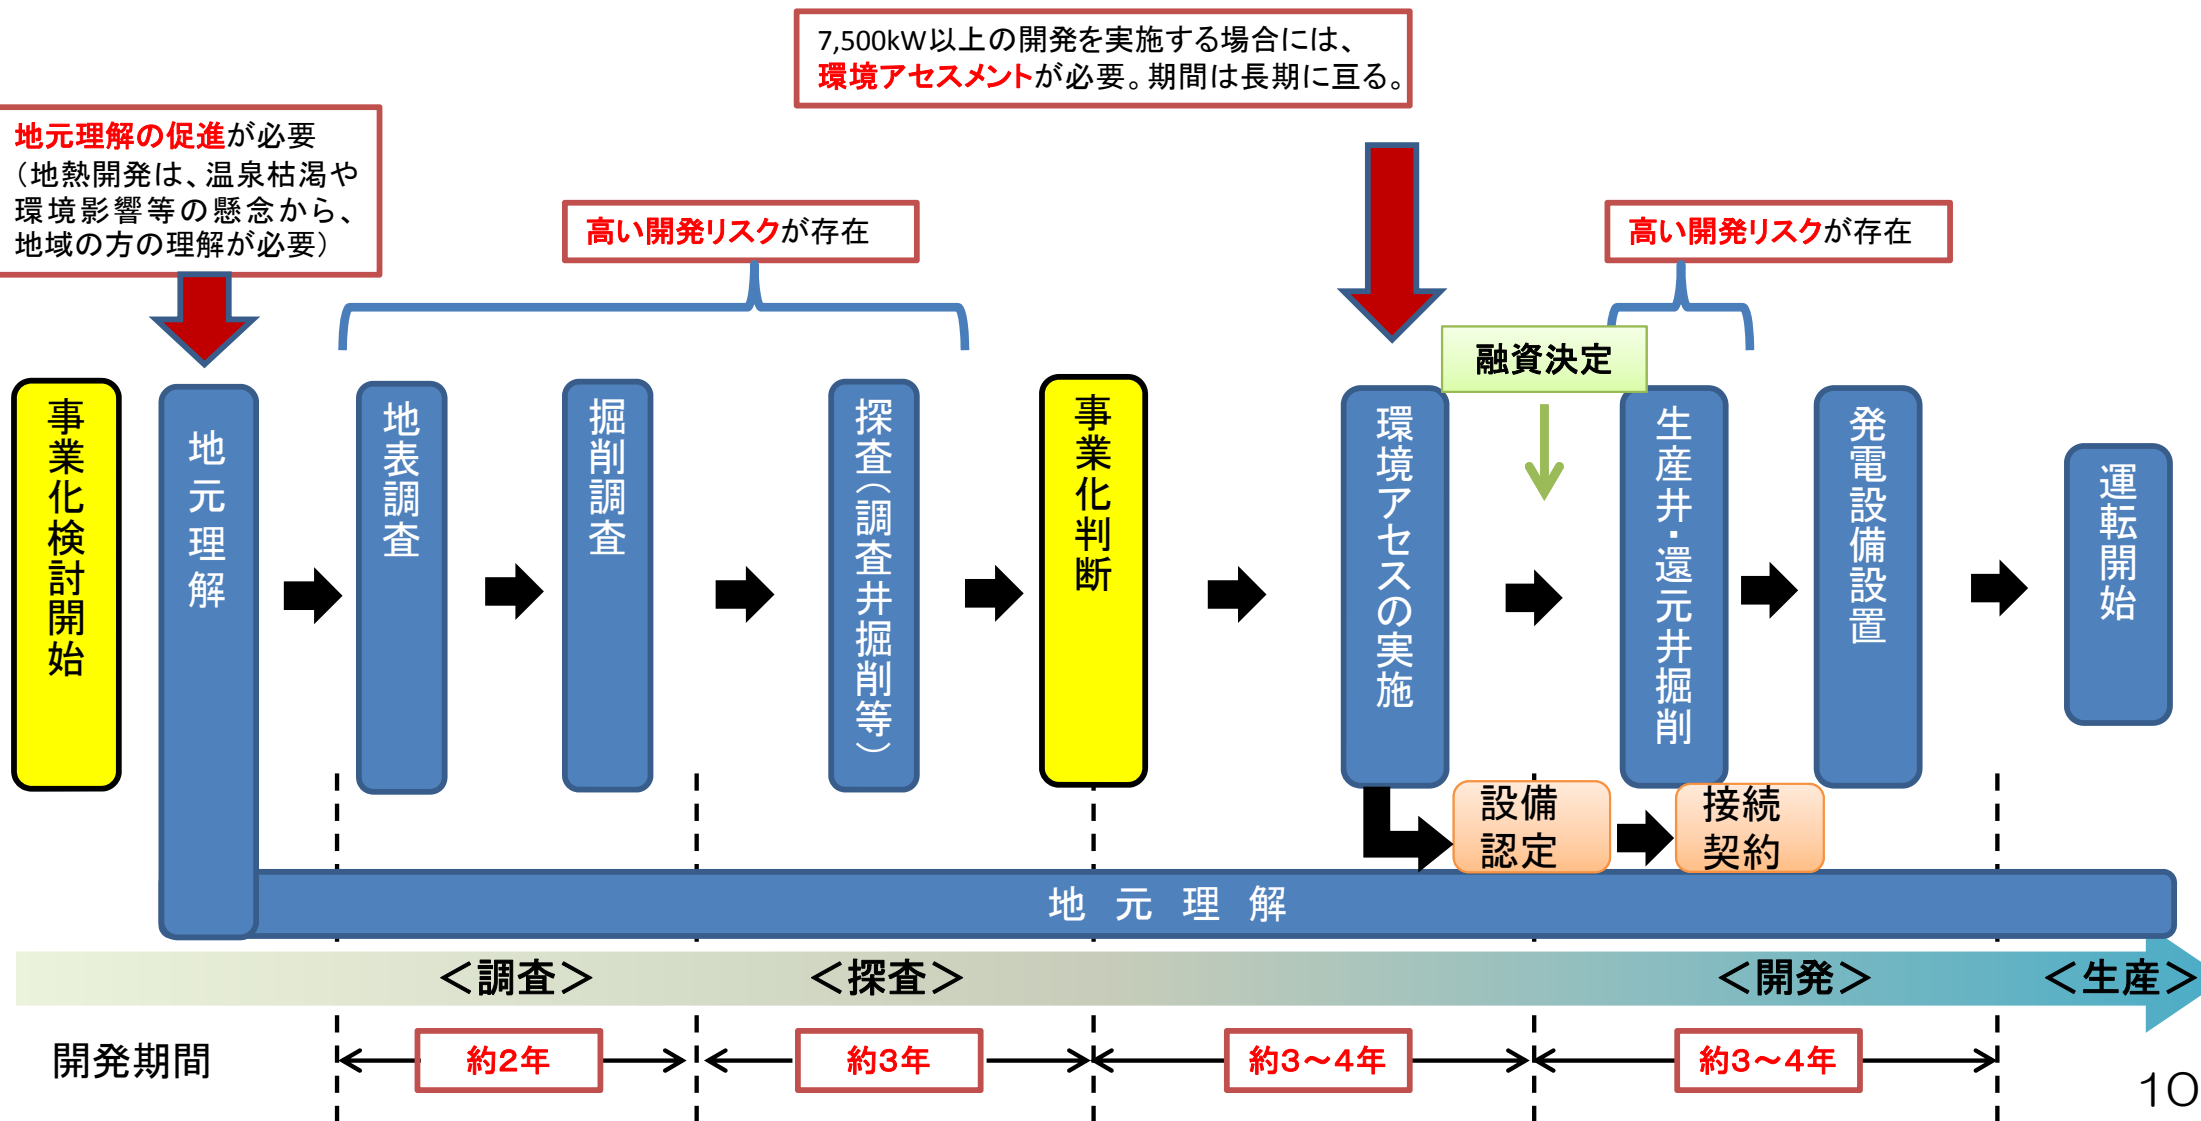 7,500kW以上の開発を実施する場合には、
環境アセスメントが必要。期間は長期に亘る。
地元理解の促進が必要
（地熱開発は、温泉枯渇や
環境影響等の懸念から、
地域の方の理解が必要）
高い開発リスクが存在
高い開発リスクが存在
融資決定
事業化検討開始
地元理解
地表調査
掘削調査
探査（調査井掘削等）
事業化判断
環境アセスの実施
生産井・還元井掘削
発電設備設置
運転開始
設備
認定
接続
契約
地元理解
＜調査＞
＜探査＞
＜開発＞
＜生産＞
開発期間
約2年
約3年
約3～4年
約3～4年
10